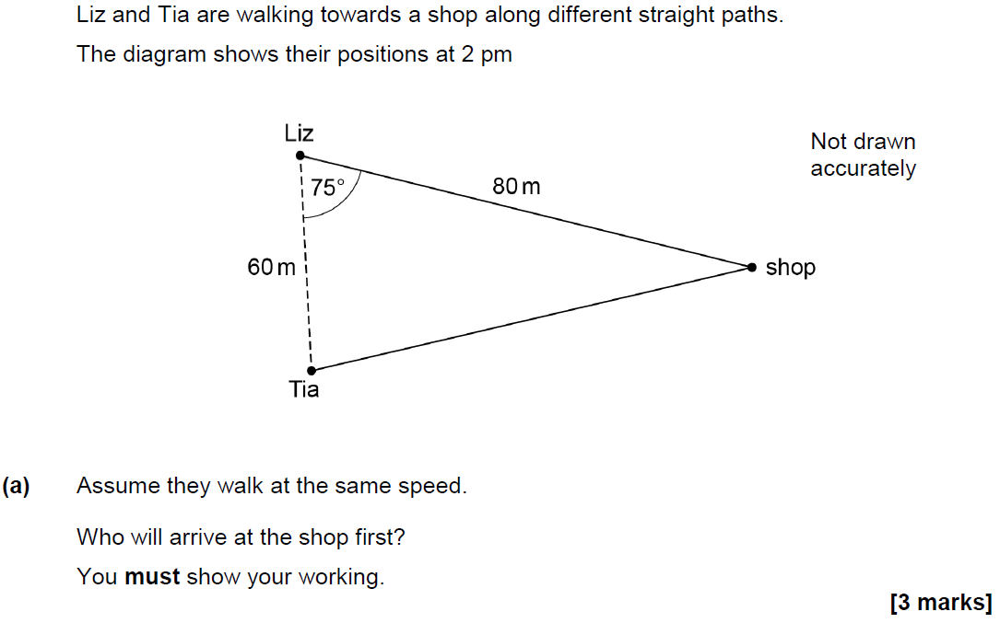 Liz and Tia are walking towards a shop along different straight paths.
The diagram shows their positions at 2 pm
Liz
Not drawn
accurately
75°
80 m
60 m
shop
Tia
(a) Assume they walk at the same speed.
Who will arrive at the shop first?
You must show your working.
[3 marks]